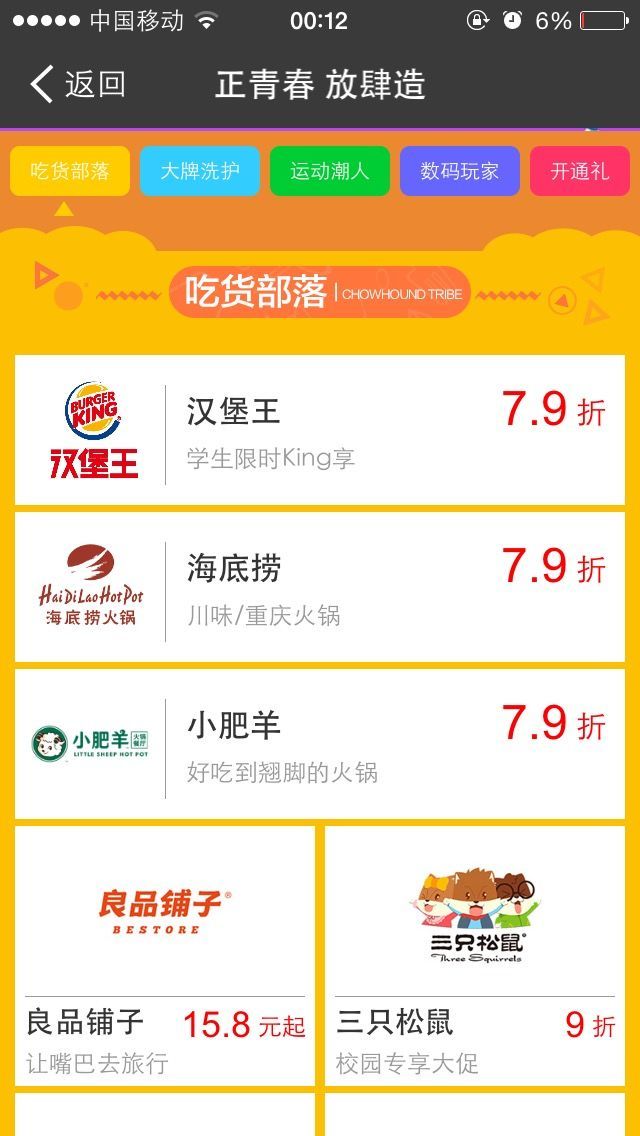 中国移动 00:12 6%
返回 正青春 放肆造
吃货部落 大牌洗护 运动潮人 数码玩家 开通礼
吃货部落 CHOWHOUND TRIBE
BURGER KING
汉堡王
汉堡王 7.9 折
学生限时King享
HaiDiLaoHotPot
海底捞火锅
海底捞 7.9 折
川味/重庆火锅
小肥羊 火锅餐厅
LITTLE SHEEP HOT POT
小肥羊 7.9 折
好吃到翘脚的火锅
良品铺子®
BESTORE
良品铺子 15.8 元起
让嘴巴去旅行
三只松鼠
Three Squirrels
三只松鼠 9 折
校园专享大促